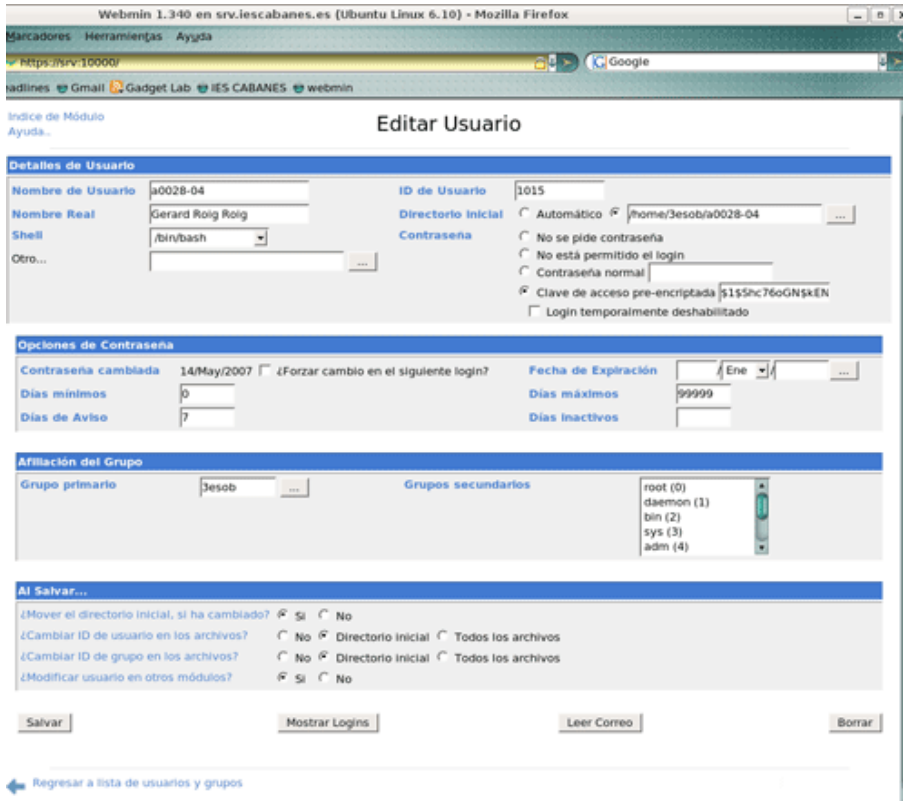 Webmin 1.340 en srv.iescabanes.es (Ubuntu Linux 6.10) - Mozilla Firefox
Marcadores Herramientas Ayuda
https://srv:10000/ Google
eadlines Gmail Gadget Lab IES CABANES webmin
Indice de Módulo
Ayuda..
Editar Usuario
Detalles de Usuario
Nombre de Usuario a0028-04 ID de Usuario 1015
Nombre Real Gerard Roig Roig Directorio inicial Automático /home/3esob/a0028-04 ...
Shell /bin/bash Contraseña No se pide contraseña
Otro... ... No está permitido el login
Contraseña normal
Clave de acceso pre-encriptada $1$Shc76oGN$kEN
Login temporalmente deshabilitado
Opciones de Contraseña
Contraseña cambiada 14/May/2007 ¿Forzar cambio en el siguiente login? Fecha de Expiración / Ene / ...
Días mínimos 0 Días máximos 99999
Días de Aviso 7 Días inactivos
Afiliación del Grupo
Grupo primario 3esob ... Grupos secundarios root (0)
daemon (1)
bin (2)
sys (3)
adm (4)
Al Salvar...
¿Mover el directorio inicial, si ha cambiado? Si No
¿Cambiar ID de usuario en los archivos? No Directorio inicial Todos los archivos
¿Cambiar ID de grupo en los archivos? No Directorio inicial Todos los archivos
¿Modificar usuario en otros módulos? Si No
Salvar Mostrar Logins Leer Correo Borrar
Regresar a lista de usuarios y grupos